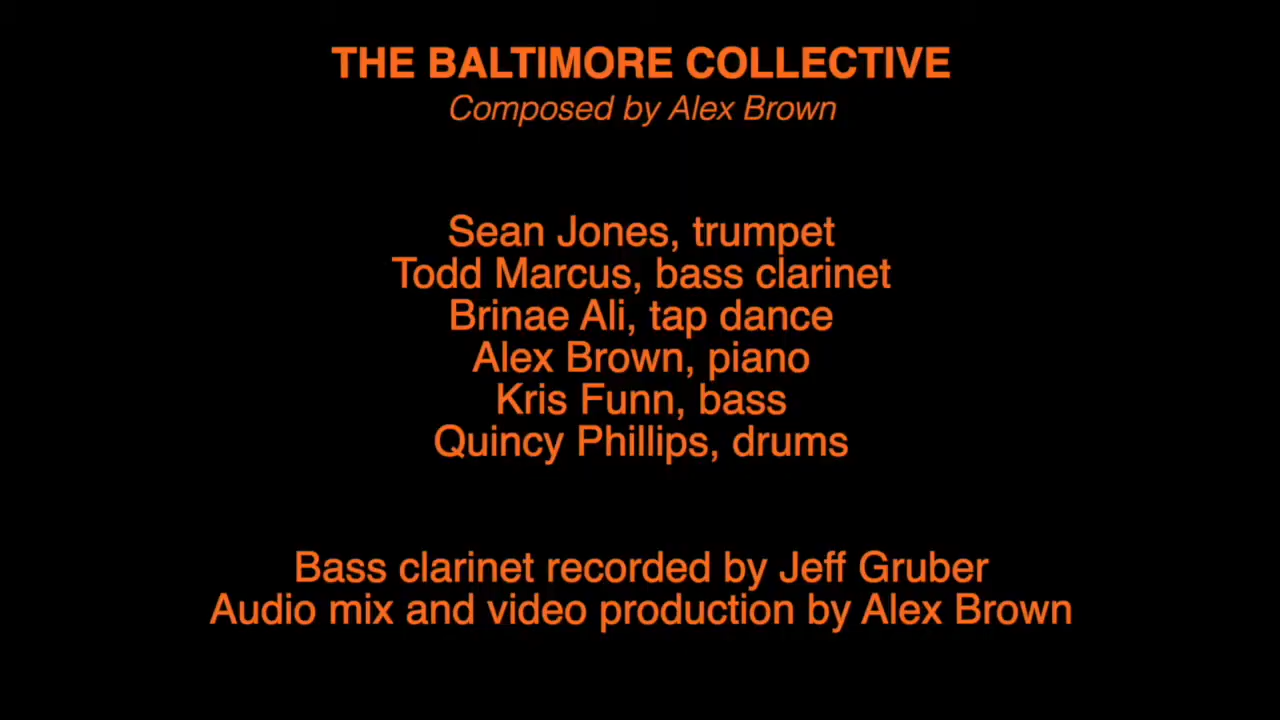 THE BALTIMORE COLLECTIVE
Composed by Alex Brown
Sean Jones, trumpet
Todd Marcus, bass clarinet
Brinae Ali, tap dance
Alex Brown, piano
Kris Funn, bass
Quincy Phillips, drums
Bass clarinet recorded by Jeff Gruber
Audio mix and video production by Alex Brown